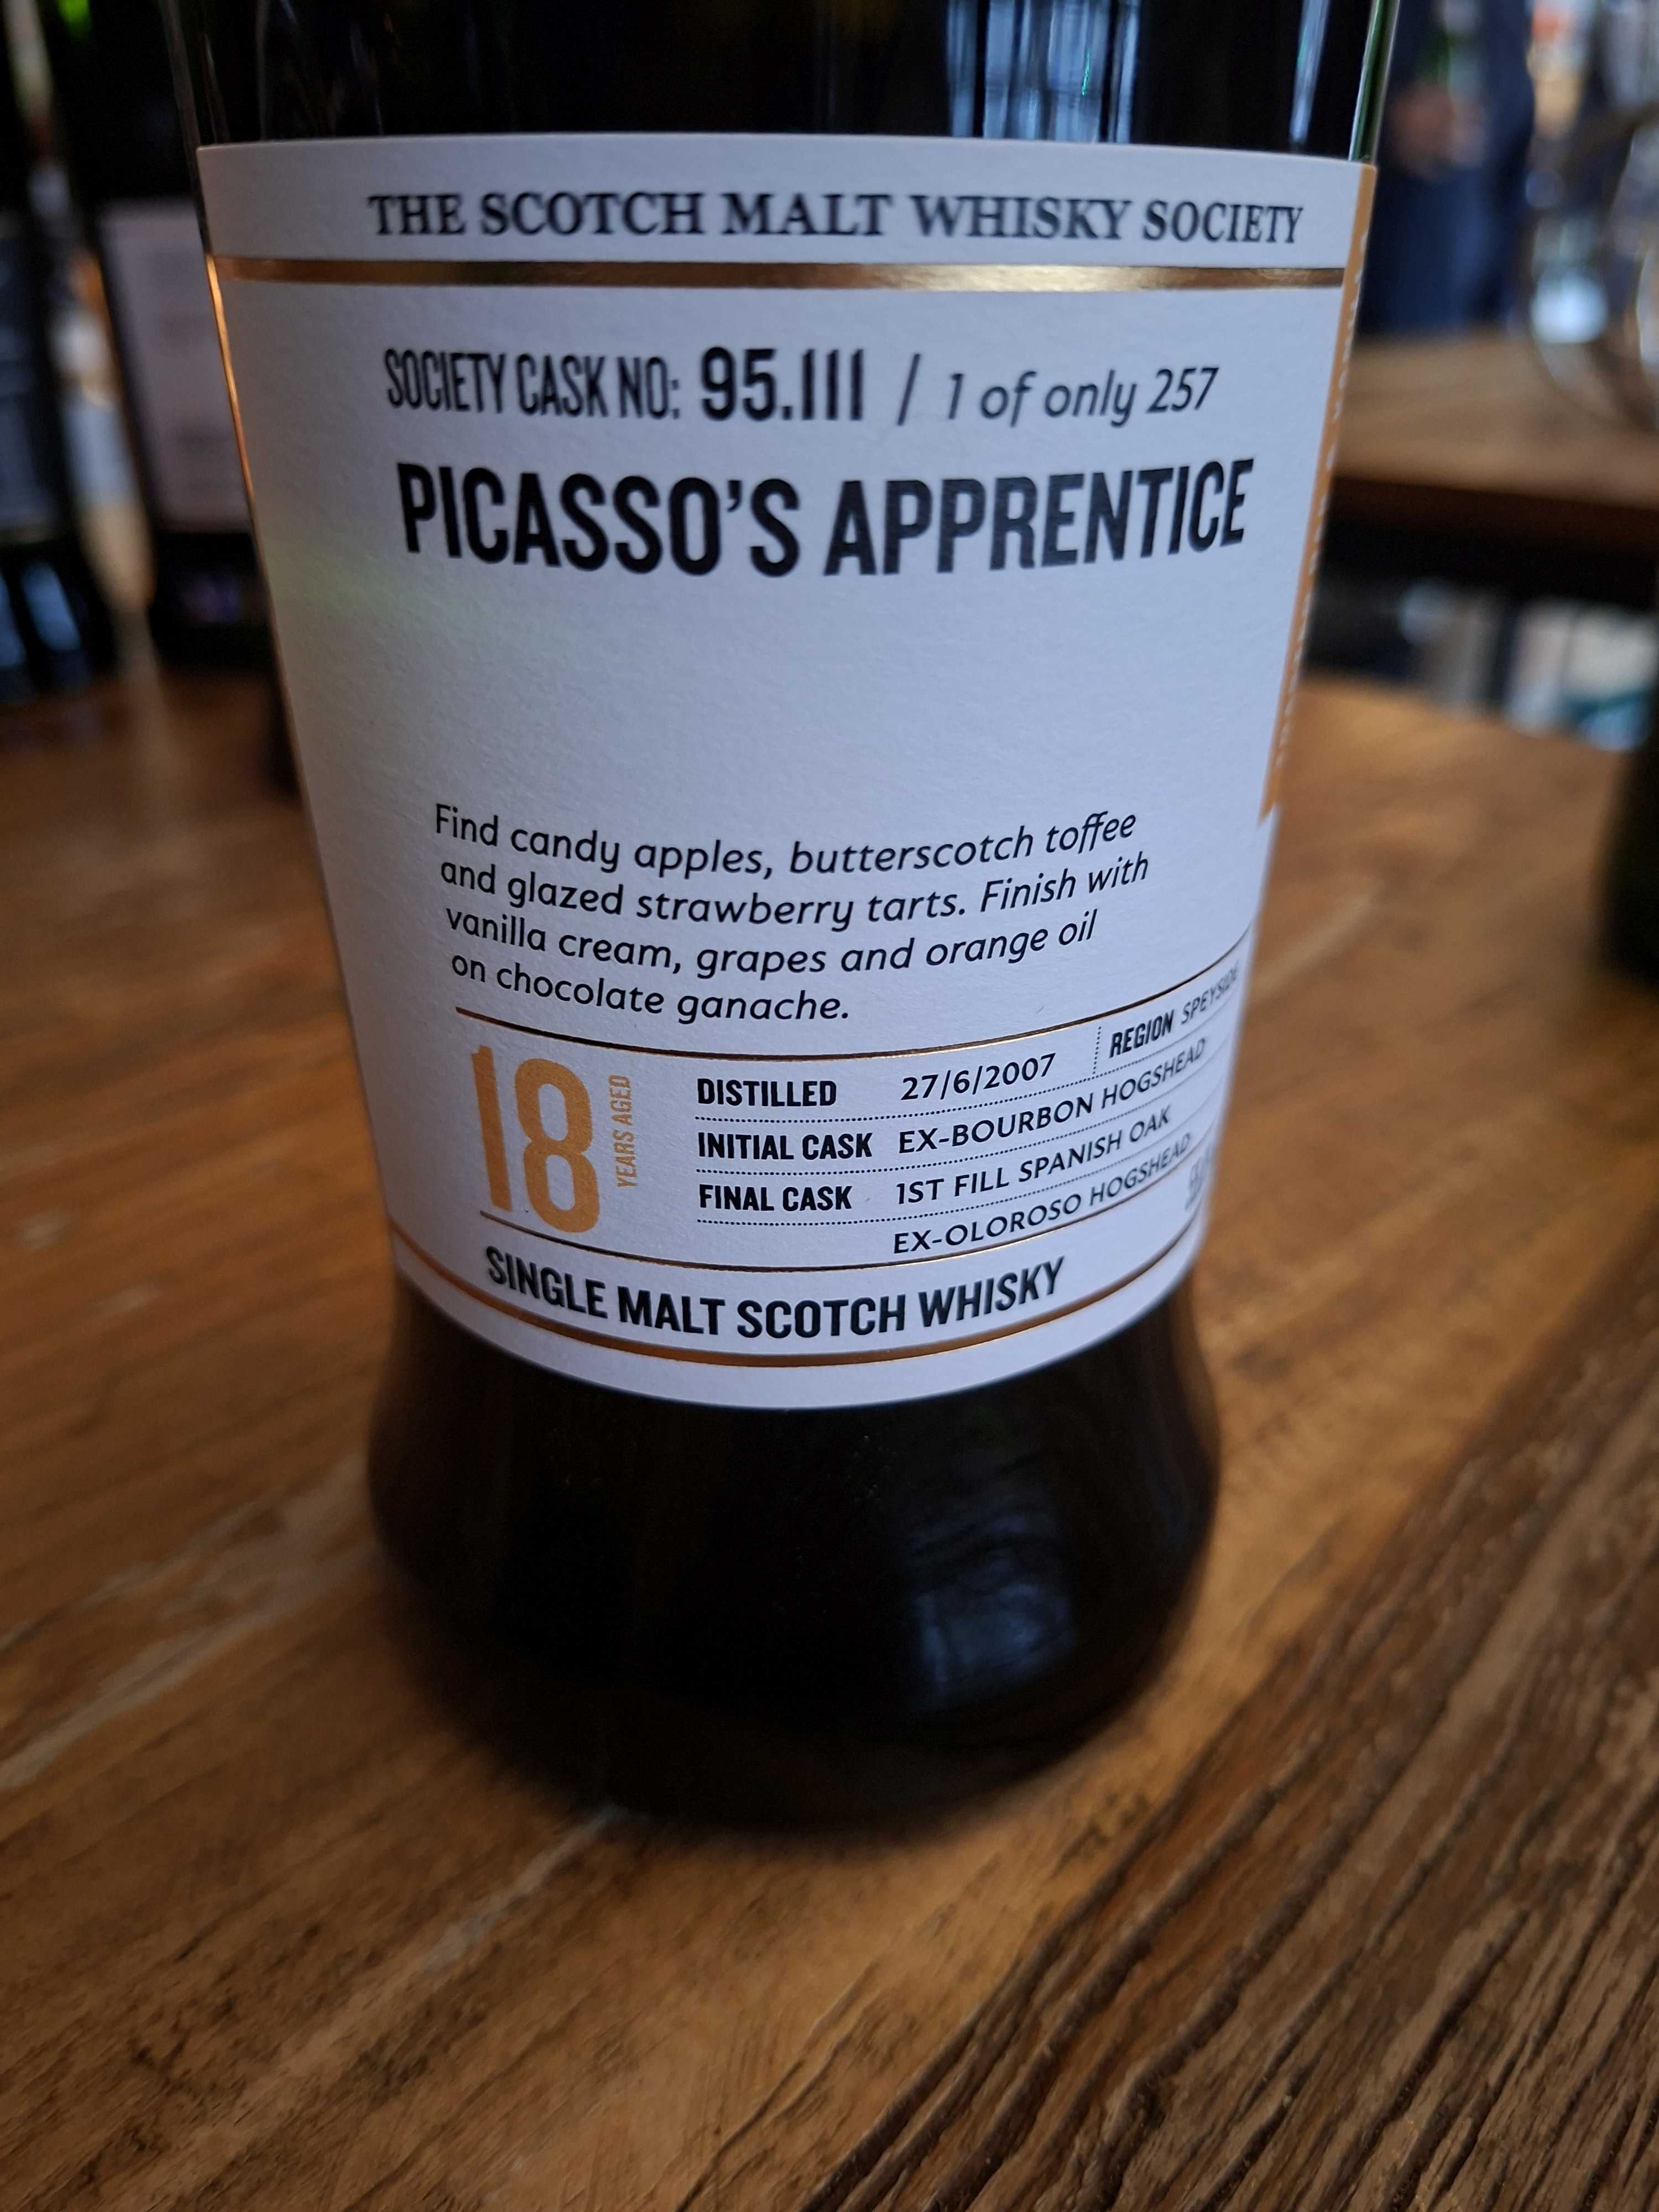 THE SCOTCH MALT WHISKY SOCIETY
SOCIETY CASK NO: 95.111 / 1 of only 257
PICASSO'S APPRENTICE
Find candy apples, butterscotch toffee
and glazed strawberry tarts. Finish with
vanilla cream, grapes and orange oil
on chocolate ganache.
18 YEARS AGED
DISTILLED 27/6/2007 REGION SPEYSIDE
INITIAL CASK EX-BOURBON HOGSHEAD
FINAL CASK 1ST FILL SPANISH OAK
EX-OLOROSO HOGSHEAD
SINGLE MALT SCOTCH WHISKY